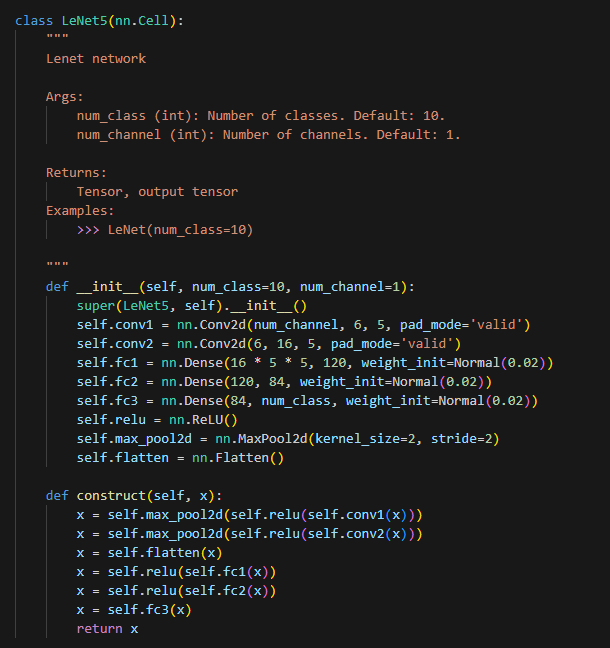 class LeNet5(nn.Cell):
    """
    Lenet network

    Args:
        num_class (int): Number of classes. Default: 10.
        num_channel (int): Number of channels. Default: 1.

    Returns:
        Tensor, output tensor
    Examples:
        >>> LeNet(num_class=10)

    """
    def __init__(self, num_class=10, num_channel=1):
        super(LeNet5, self).__init__()
        self.conv1 = nn.Conv2d(num_channel, 6, 5, pad_mode='valid')
        self.conv2 = nn.Conv2d(6, 16, 5, pad_mode='valid')
        self.fc1 = nn.Dense(16 * 5 * 5, 120, weight_init=Normal(0.02))
        self.fc2 = nn.Dense(120, 84, weight_init=Normal(0.02))
        self.fc3 = nn.Dense(84, num_class, weight_init=Normal(0.02))
        self.relu = nn.ReLU()
        self.max_pool2d = nn.MaxPool2d(kernel_size=2, stride=2)
        self.flatten = nn.Flatten()

    def construct(self, x):
        x = self.max_pool2d(self.relu(self.conv1(x)))
        x = self.max_pool2d(self.relu(self.conv2(x)))
        x = self.flatten(x)
        x = self.relu(self.fc1(x))
        x = self.relu(self.fc2(x))
        x = self.fc3(x)
        return x